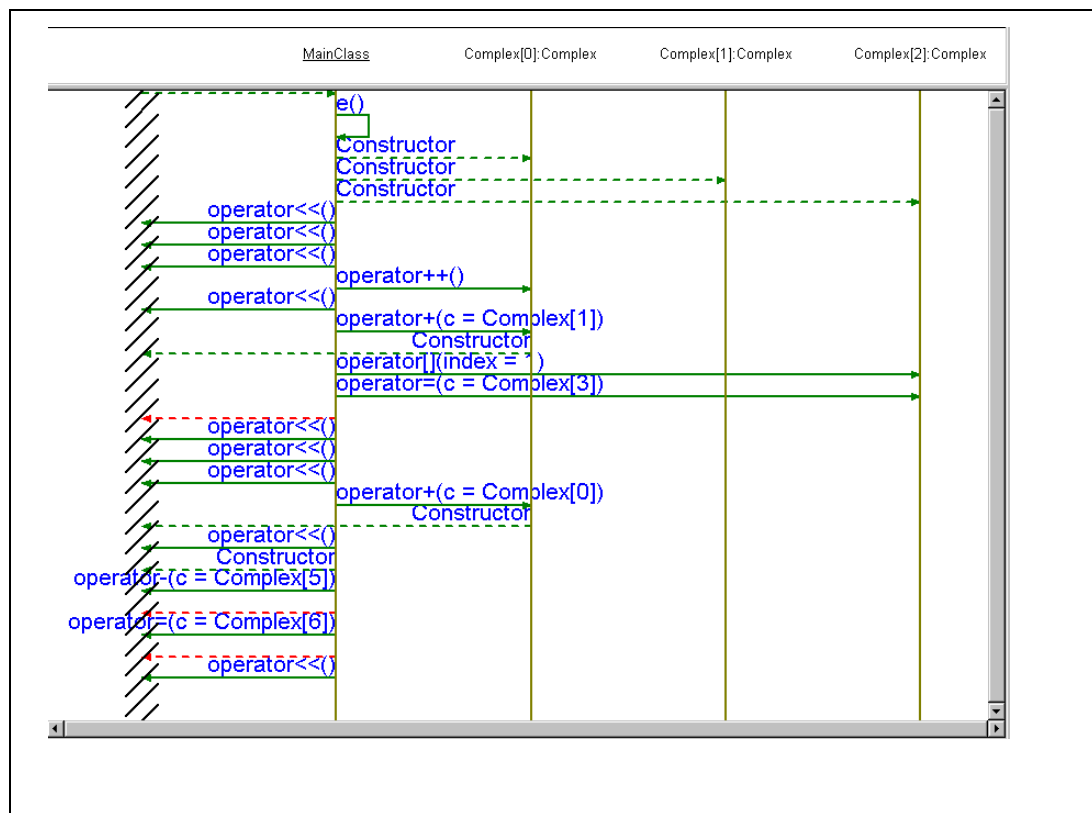 MainClass Complex[0]:Complex Complex[1]:Complex Complex[2]:Complex
e()
Constructor
Constructor
Constructor
operator<<()
operator<<()
operator<<()
operator++()
operator<<()
operator+(c = Complex[1])
Constructor
operator[](index = ' )
operator=(c = Complex[3])
operator<<()
operator<<()
operator<<()
operator+(c = Complex[0])
Constructor
operator<<()
Constructor
operator-(c = Complex[5])
operator=(c = Complex[6])
operator<<()